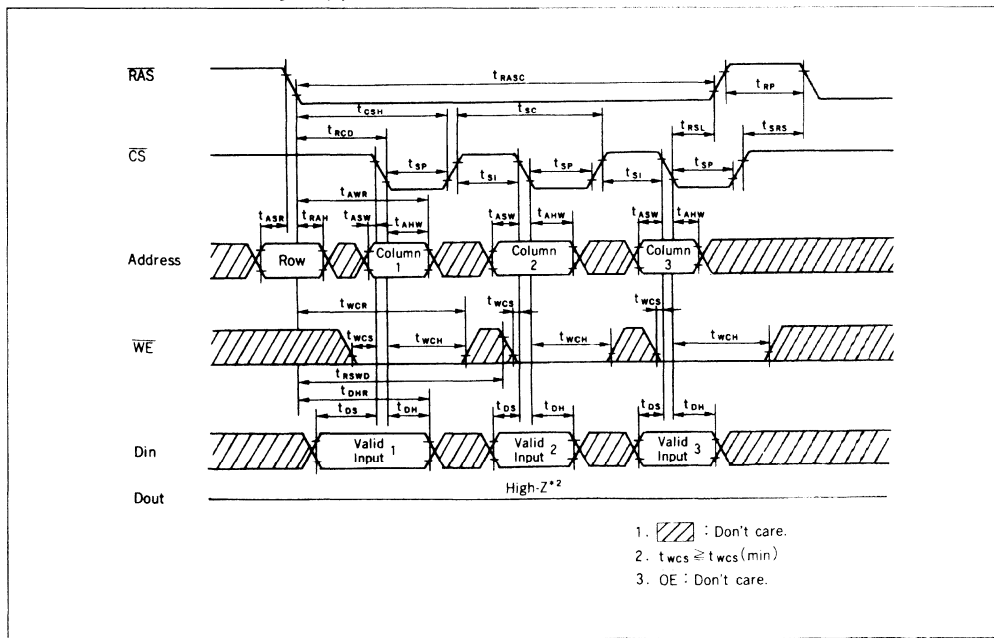 RAS
tRASC
tRP
tCSH
tSC
tRCD
tRSL
tSRS
CS
tSP
tSP
tSP
tSI
tSI
tAWR
tASR
tRAH
tASW
tAHW
tASW
tAHW
tASW
tAHW
Address
Row
Column 1
Column 2
Column 3
tWCR
tWCS
tWCS
WE
tWCS
tWCH
tWCH
tWCH
tRSWD
tDHR
tDS
tDH
tDS
tDH
tDS
tDH
Din
Valid
Input 1
Valid
Input 2
Valid
Input 3
Dout
High-Z*2
1. : Don't care.
2. twcs ≧ twcs (min)
3. OE : Don't care.